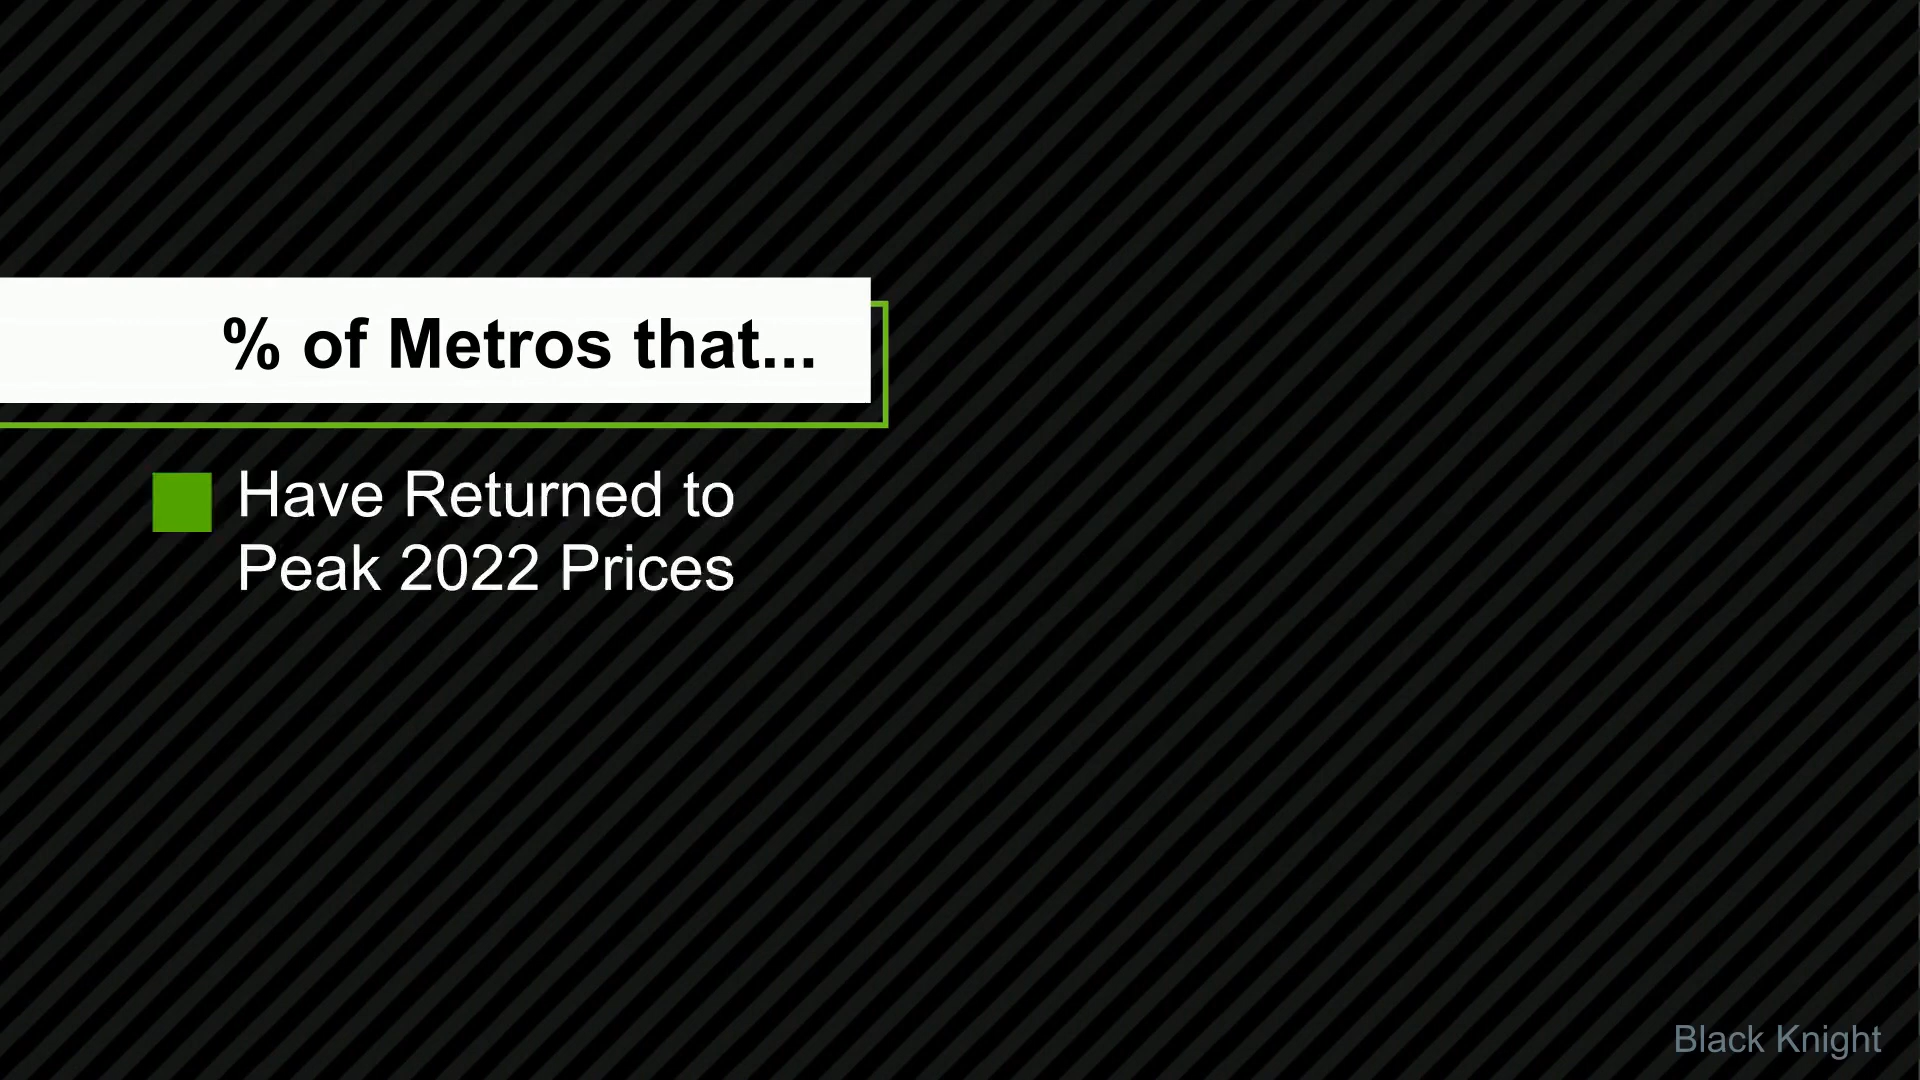 % of Metros that...
Have Returned to
Peak 2022 Prices
Black Knight